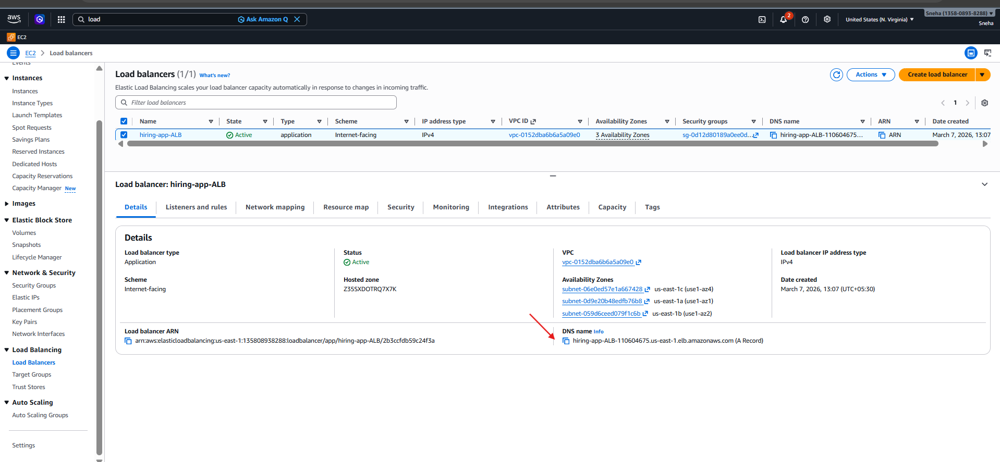 aws
load
Ask Amazon Q
2
United States (N. Virginia)
Sneha (1358-0893-8288)
Sneha
EC2
EC2
Load balancers
Events
Instances
Instances
Instance Types
Launch Templates
Spot Requests
Savings Plans
Reserved Instances
Dedicated Hosts
Capacity Reservations
Capacity Manager New
Images
Elastic Block Store
Volumes
Snapshots
Lifecycle Manager
Network & Security
Security Groups
Elastic IPs
Placement Groups
Key Pairs
Network Interfaces
Load Balancing
Load Balancers
Target Groups
Trust Stores
Auto Scaling
Auto Scaling Groups
Settings
Load balancers (1/1) What's new?
Elastic Load Balancing scales your load balancer capacity automatically in response to changes in incoming traffic.
Actions
Create load balancer
Filter load balancers
1
Name State Type Scheme IP address type VPC ID Availability Zones Security groups DNS name ARN Date created
hiring-app-ALB Active application Internet-facing IPv4 vpc-0152dba6b6a5a09e0 3 Availability Zones sg-0d12d80189a0ee0d... hiring-app-ALB-110604675... ARN March 7, 2026, 13:07
Load balancer: hiring-app-ALB
Details Listeners and rules Network mapping Resource map Security Monitoring Integrations Attributes Capacity Tags
Details
Load balancer type
Application
Status
Active
VPC
vpc-0152dba6b6a5a09e0
Load balancer IP address type
IPv4
Scheme
Internet-facing
Hosted zone
Z35SXDOTRQ7X7K
Availability Zones
subnet-06e0ed57e1a667428 us-east-1c (use1-az4)
subnet-0d9e20b48edfb76b8 us-east-1a (use1-az1)
subnet-059d6ceed079f1c6b us-east-1b (use1-az2)
Date created
March 7, 2026, 13:07 (UTC+05:30)
Load balancer ARN
arn:aws:elasticloadbalancing:us-east-1:135808938288:loadbalancer/app/hiring-app-ALB/2b3ccfdb59c24f3a
DNS name Info
hiring-app-ALB-110604675.us-east-1.elb.amazonaws.com (A Record)